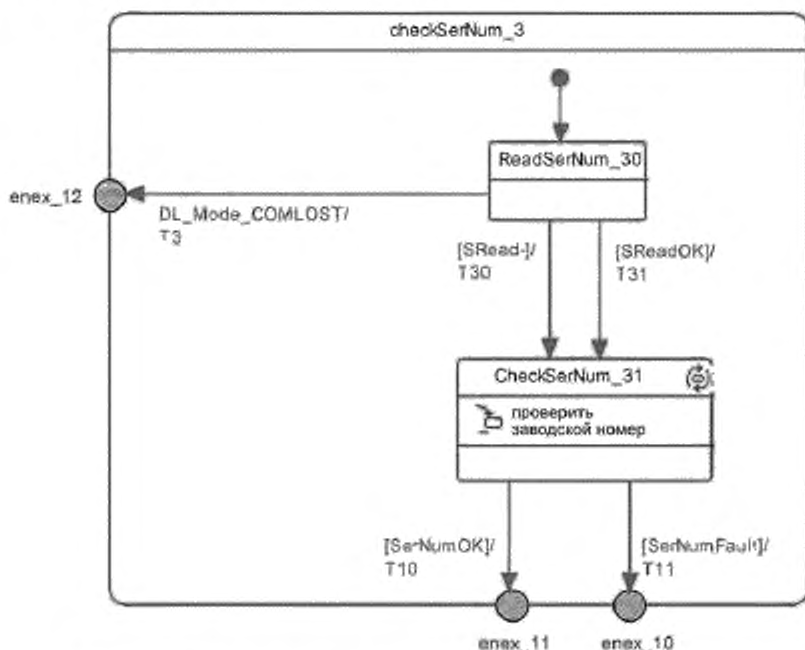 checkSerNum_3
ReadSerNum_30
enex_12
DL_Mode_COMLOST/
T3
[SRead-]/
T30
[SReadOK]/
T31
CheckSerNum_31
проверить
заводской номер
[SerNumOK]/
T10
[SerNumFault]/
T11
enex_11
enex_10